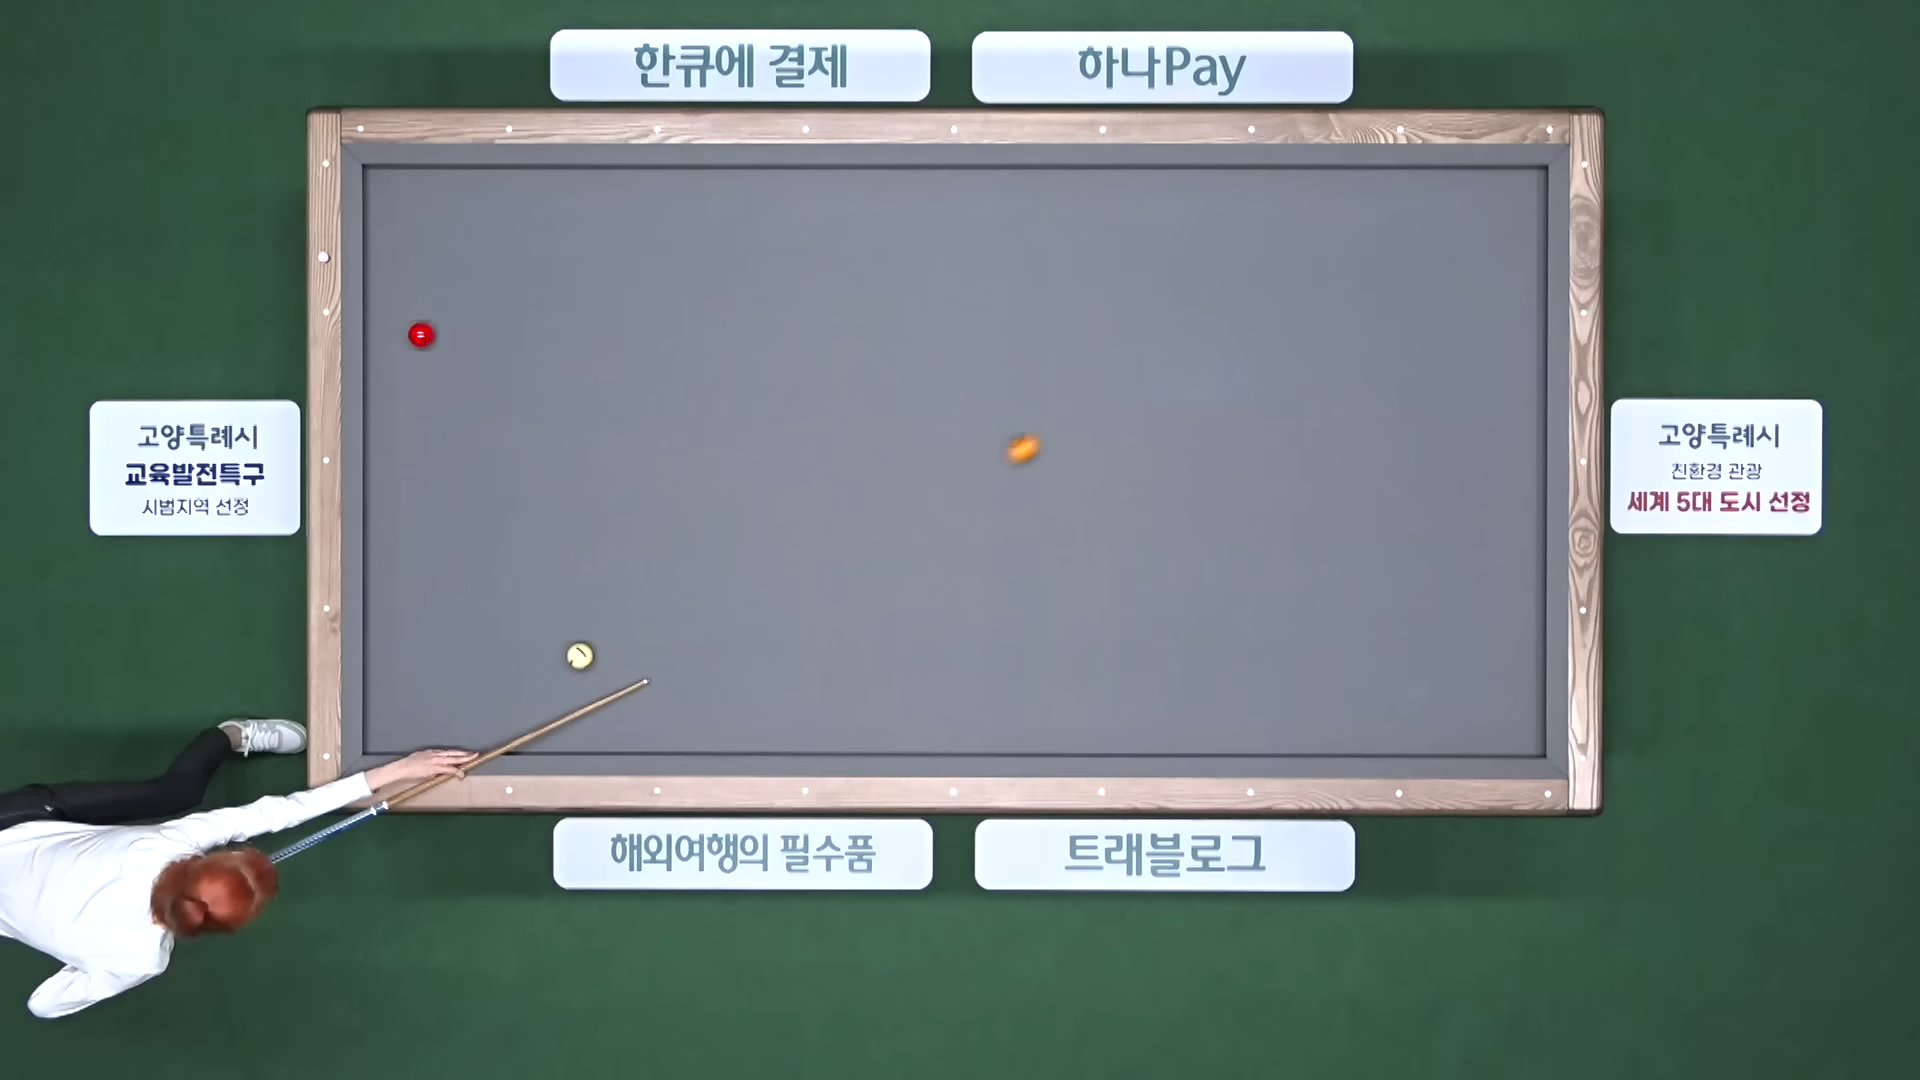 한큐에 결제
하나Pay
고양특례시
교육발전특구
시범지역 선정
고양특례시
친환경 관광
세계 5대 도시 선정
해외여행의 필수품
트래블로그